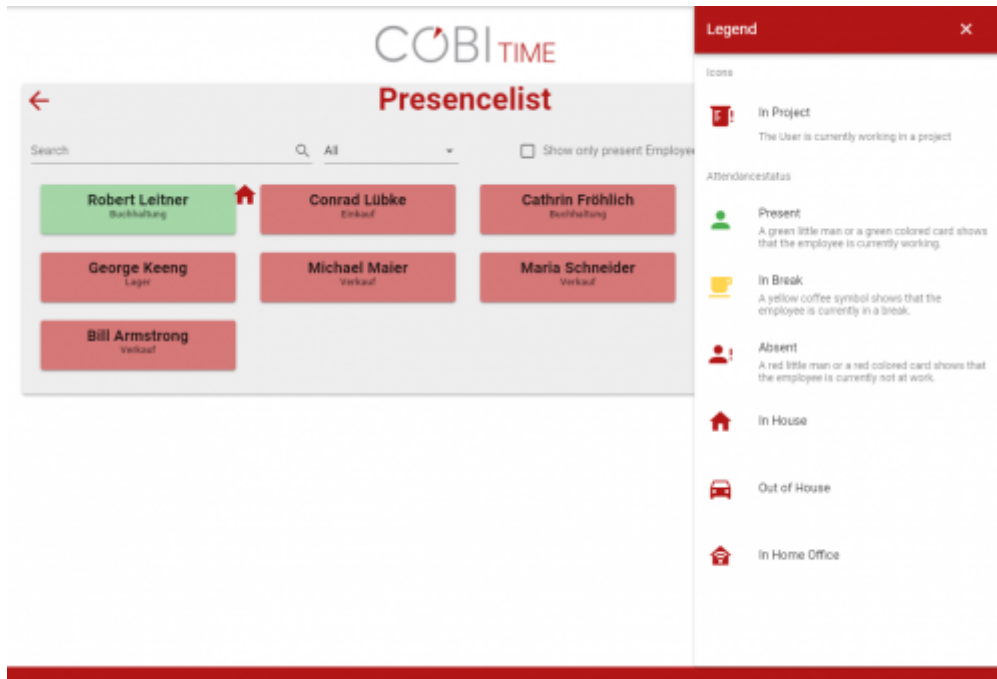 COBI TIME
Presencelist
Search
All
Show only present Employee
Robert Leitner
Buchhaltung
Conrad Lübke
Einkauf
Cathrin Fröhlich
Buchhaltung
George Keeng
Lager
Michael Maier
Verkauf
Maria Schneider
Verkauf
Bill Armstrong
Verkauf
Legend
Icons
In Project
The User is currently working in a project
Attendancestatus
Present
A green little man or a green colored card shows
that the employee is currently working.
In Break
A yellow coffee symbol shows that the
employee is currently in a break.
Absent
A red little man or a red colored card shows that
the employee is currently not at work.
In House
Out of House
In Home Office